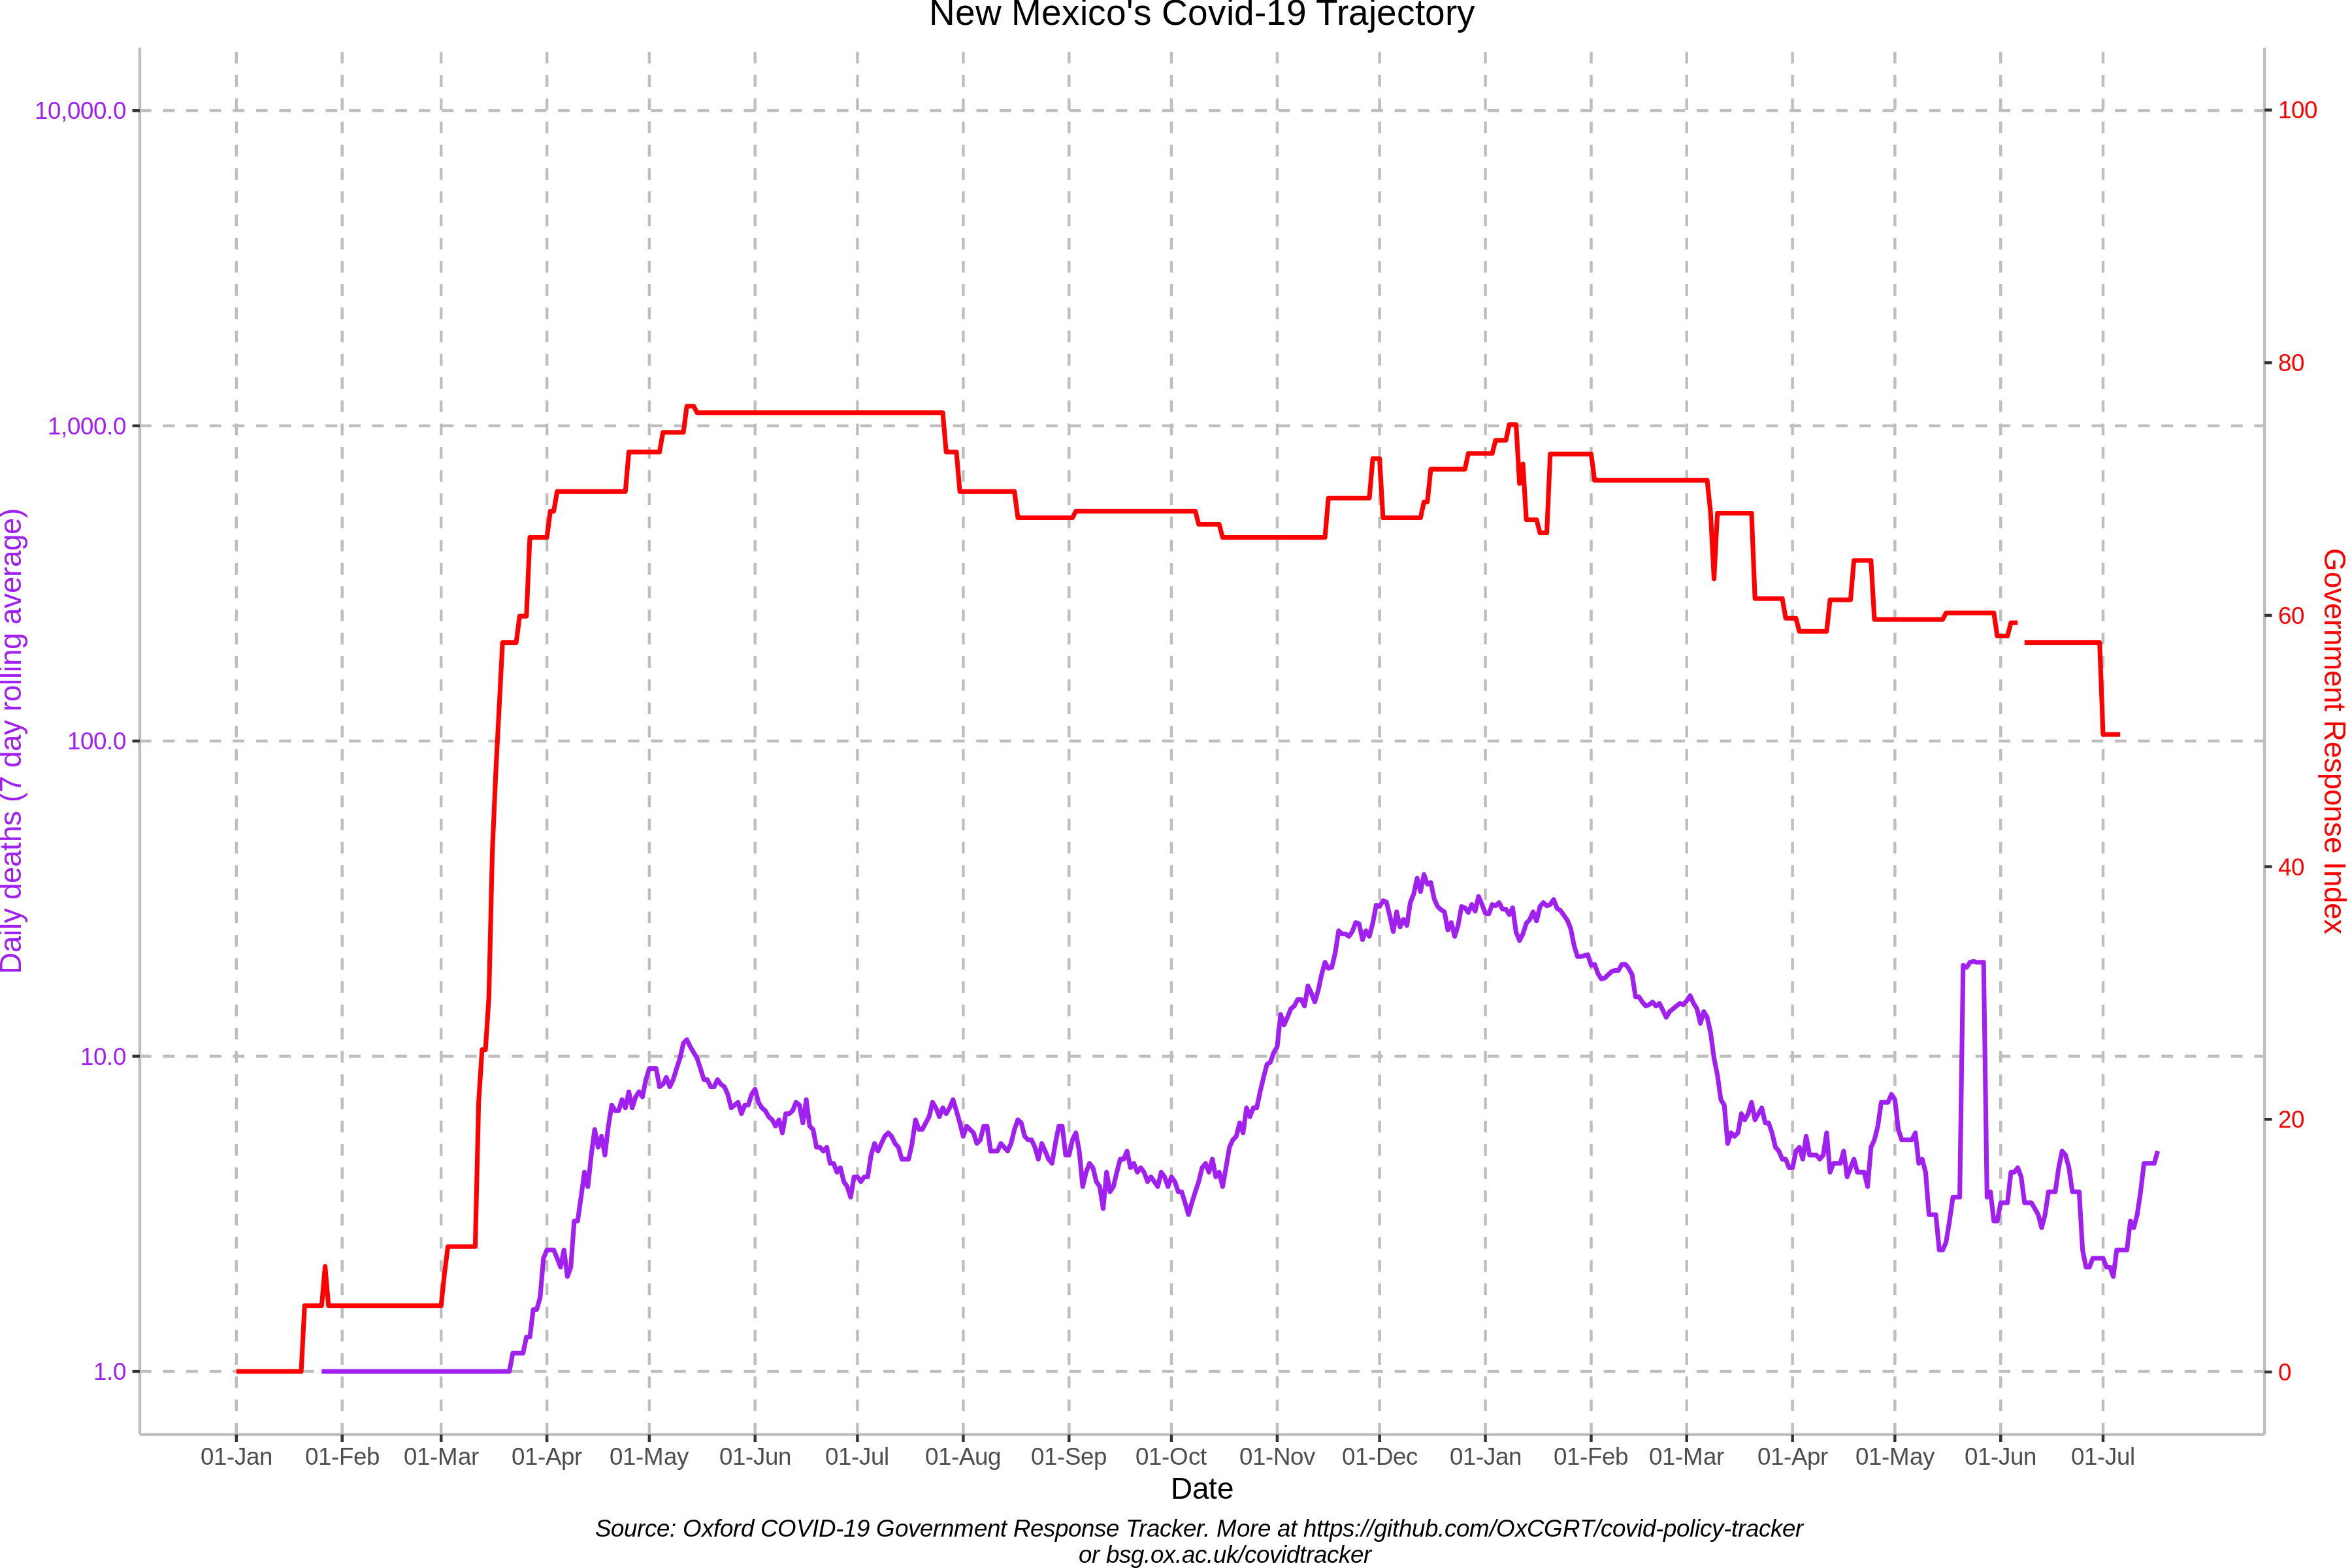 New Mexico's Covid-19 Trajectory
Daily deaths (7 day rolling average)
10,000.0
1,000.0
100.0
10.0
1.0
100
80
60
40
20
0
Government Response Index
01-Jan 01-Feb 01-Mar 01-Apr 01-May 01-Jun 01-Jul 01-Aug 01-Sep 01-Oct 01-Nov 01-Dec 01-Jan 01-Feb 01-Mar 01-Apr 01-May 01-Jun 01-Jul
Date
Source: Oxford COVID-19 Government Response Tracker. More at https://github.com/OxCGRT/covid-policy-tracker
or bsg.ox.ac.uk/covidtracker